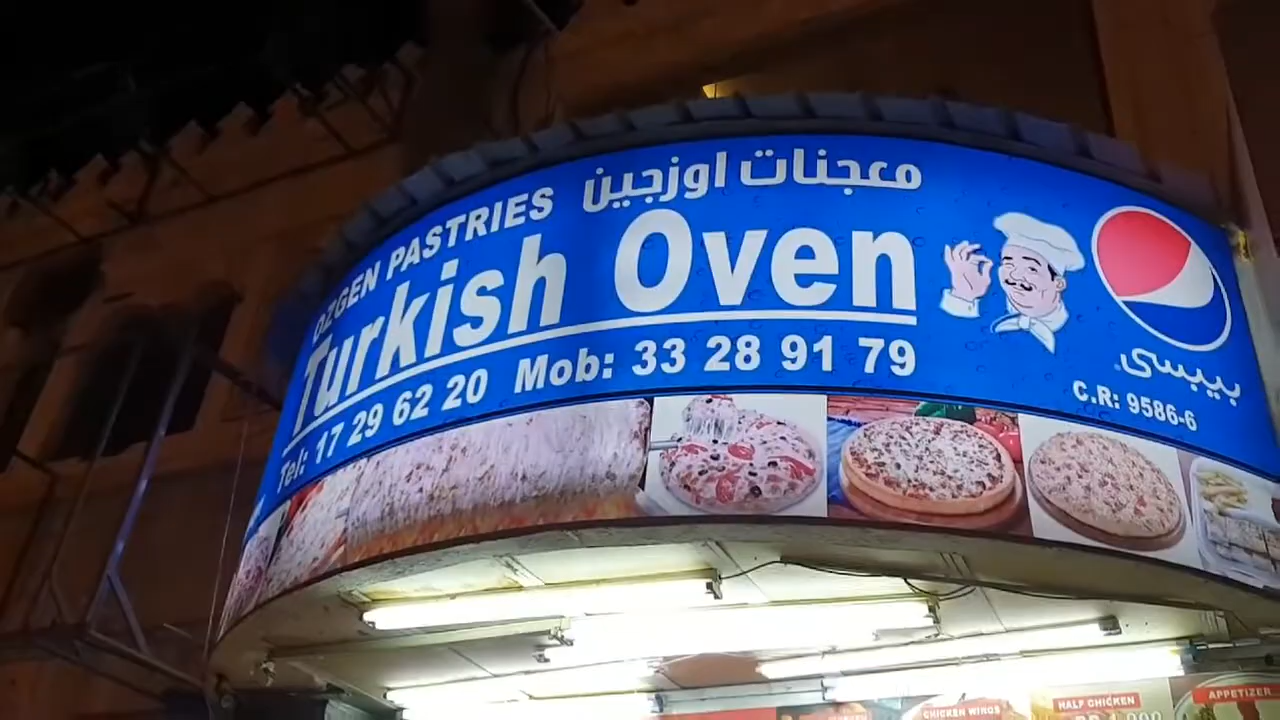 معجنات اوزجين
OZGEN PASTRIES
Turkish Oven
Tel: 17 29 62 20 Mob: 33 28 91 79
بيبسي
C.R: 9586-6
CHICKEN WINGS
HALF CHICKEN
APPETIZER